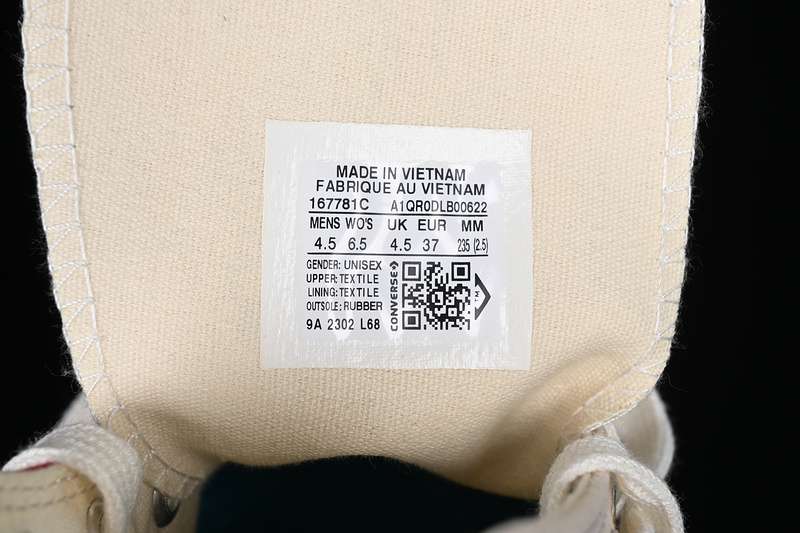 MADE IN VIETNAM
FABRIQUE AU VIETNAM
167781C A1QR0DLB00622
MENS WO'S UK EUR MM
4.5 6.5 4.5 37 235 (2.5)
GENDER: UNISEX
UPPER: TEXTILE
LINING: TEXTILE
OUTSOLE: RUBBER
9A 2302 L68
CONVERSE
TM